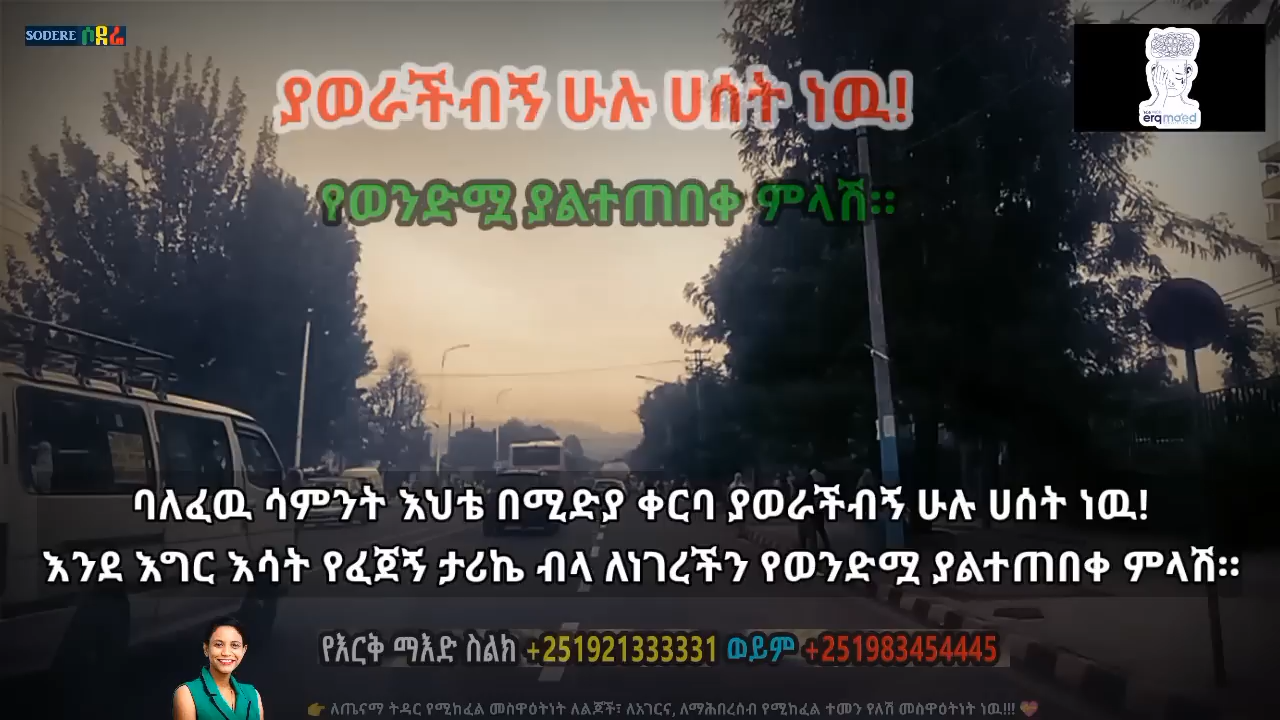 SODERE ሶደሬ
erqmaed
ያወራችብኝ ሁሉ ሀሰት ነዉ!
የወንድሟ ያልተጠበቀ ምላሽ።
ባለፈዉ ሳምንት እህቴ በሚድያ ቀርባ ያወራችብኝ ሁሉ ሀሰት ነዉ!
እንደ እግር እሳት የፈጀኝ ታሪኬ ብላ ለነገረችን የወንድሟ ያልተጠበቀ ምላሽ።
የእርቅ ማእድ ስልክ +251921333331 ወይም +251983454445
👉 ለጤናማ ትዳር የሚከፈል መስዋዕትነት ለልጆች፣ ለአገርና, ለማሕበረሰብ የሚከፈል ተመን የለሽ መስዋዕትነት ነዉ!!! 💝